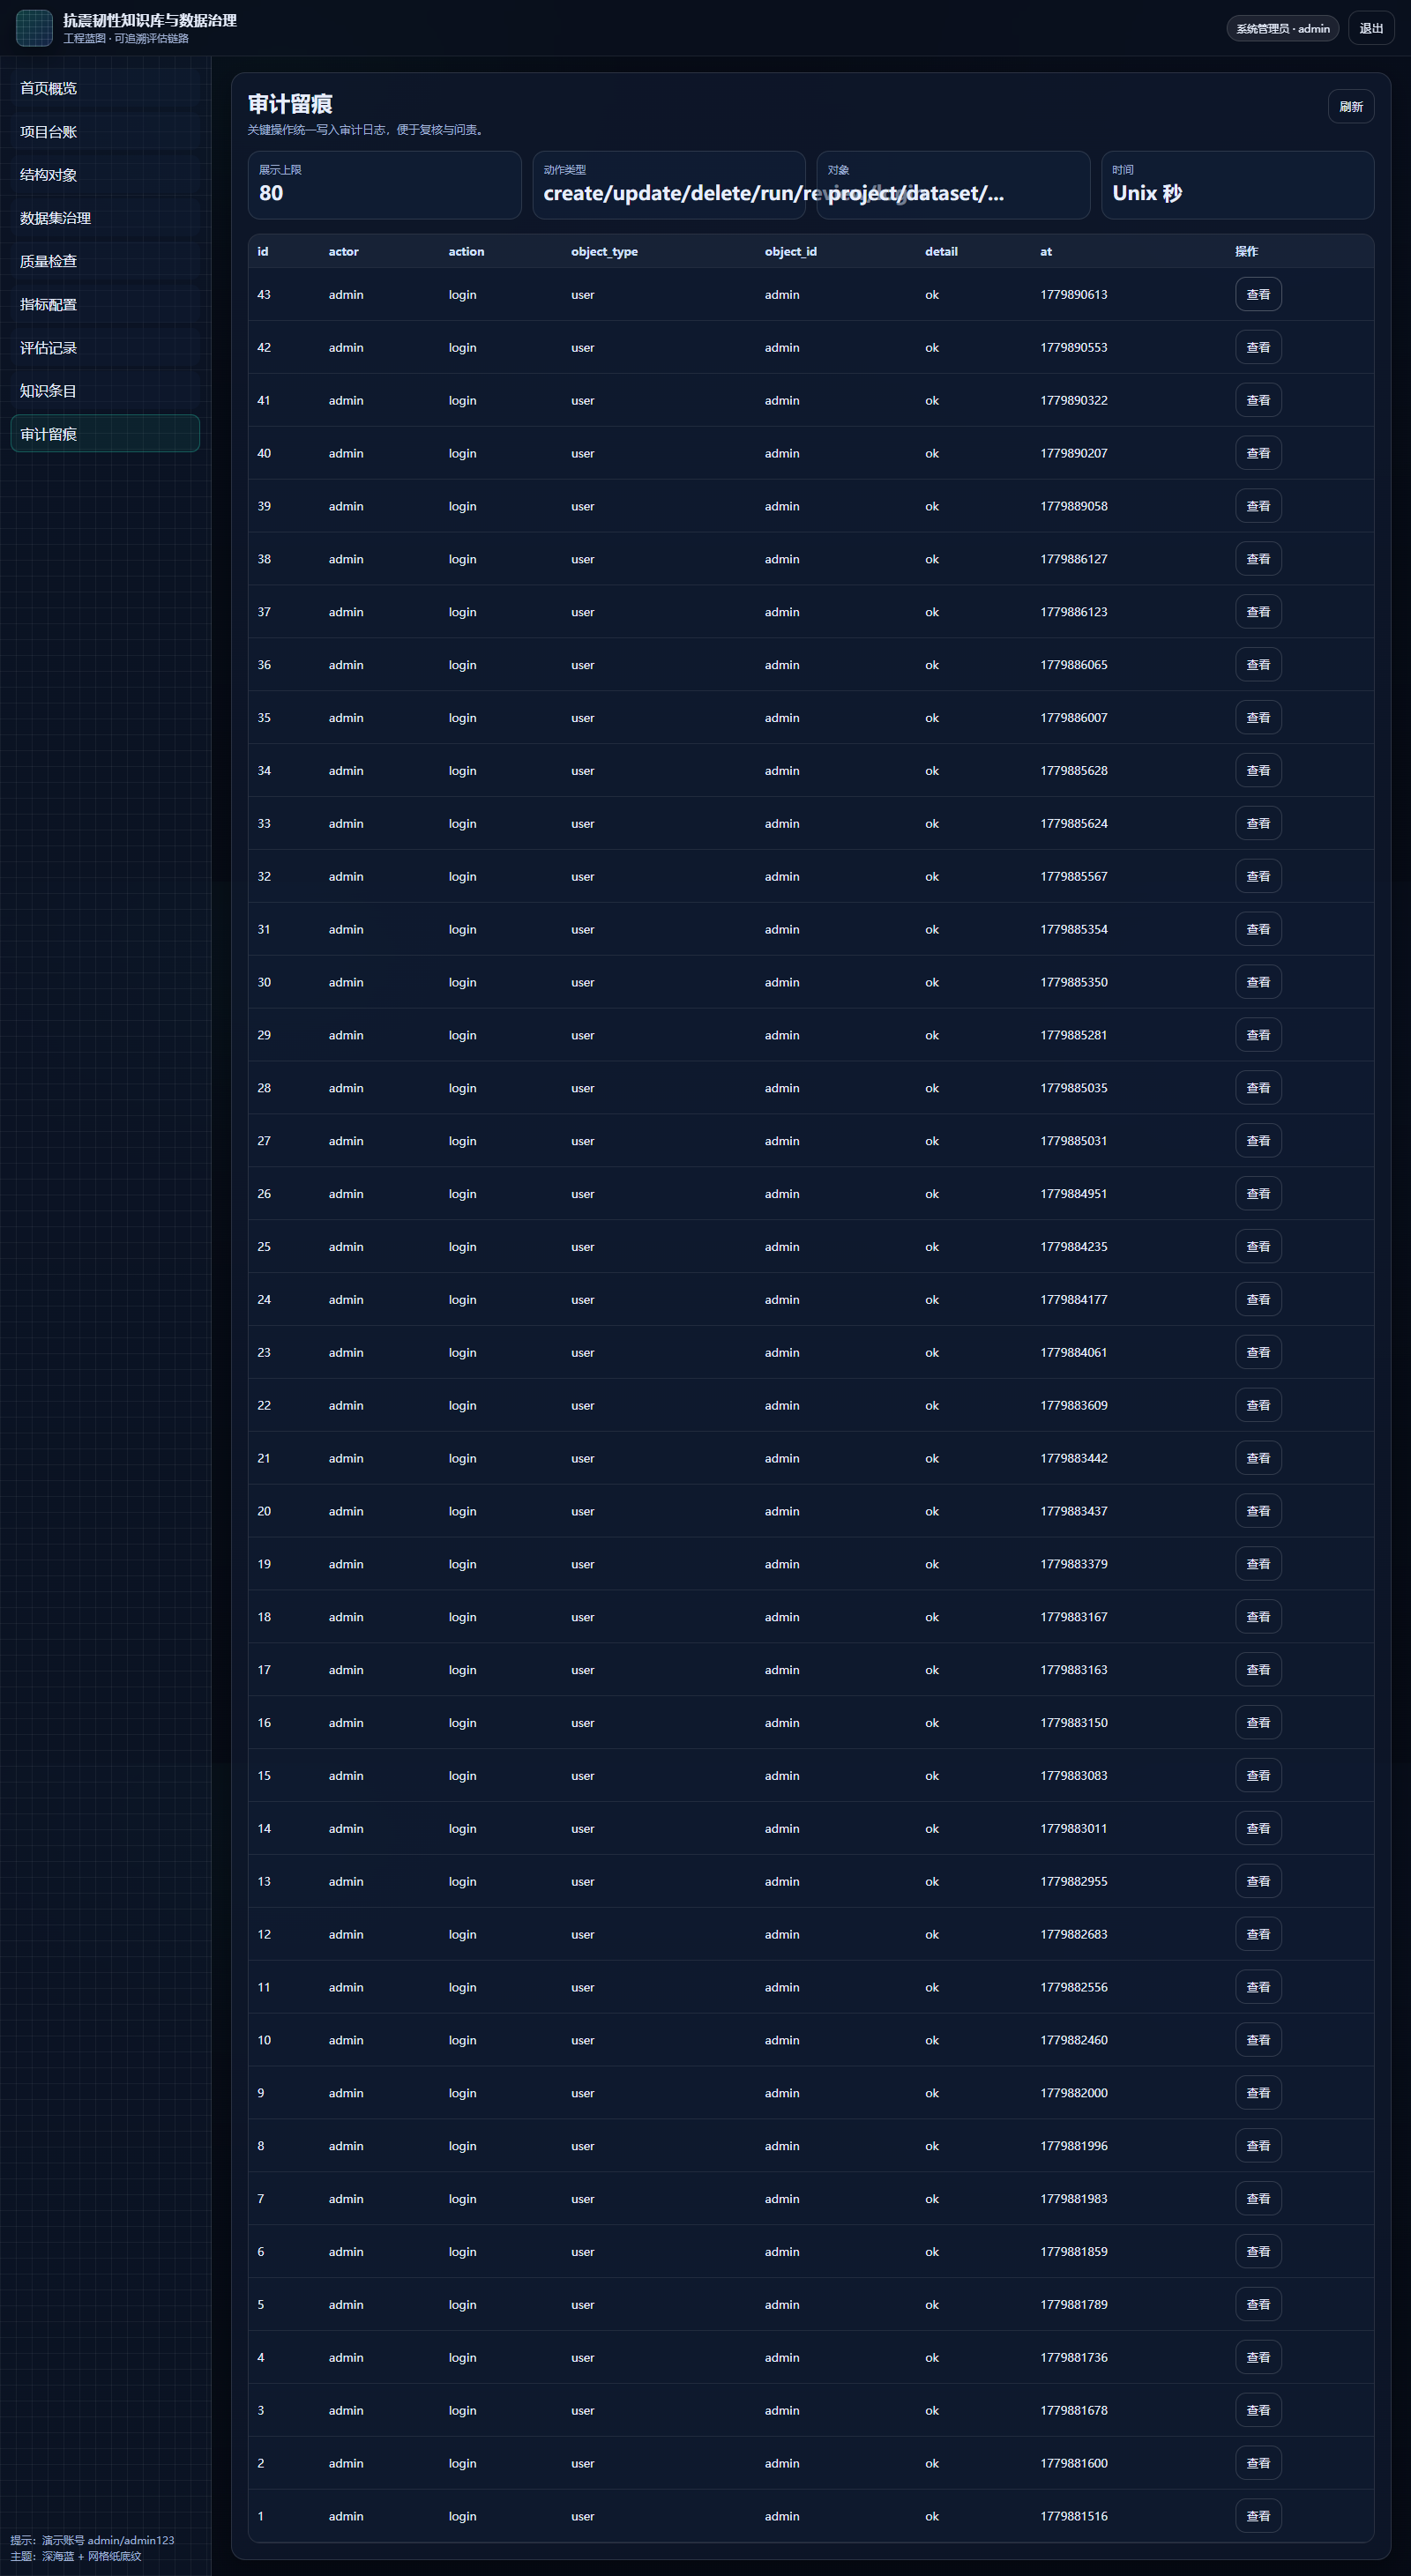 抗震韧性知识库与数据治理
工程蓝图 · 可追溯评估链路
系统管理员 · admin
退出
首页概览
项目台账
结构对象
数据集治理
质量检查
指标配置
评估记录
知识条目
审计留痕
提示：演示账号 admin/admin123
主题：深海蓝 + 网格纸底纹
审计留痕
刷新
关键操作统一写入审计日志，便于复核与问责。
展示上限
80
动作类型
create/update/delete/run/review/login
对象
project/dataset/...
时间
Unix 秒
id actor action object_type object_id detail at 操作
43 admin login user admin ok 1779890613 查看
42 admin login user admin ok 1779890553 查看
41 admin login user admin ok 1779890322 查看
40 admin login user admin ok 1779890207 查看
39 admin login user admin ok 1779889058 查看
38 admin login user admin ok 1779886127 查看
37 admin login user admin ok 1779886123 查看
36 admin login user admin ok 1779886065 查看
35 admin login user admin ok 1779886007 查看
34 admin login user admin ok 1779885628 查看
33 admin login user admin ok 1779885624 查看
32 admin login user admin ok 1779885567 查看
31 admin login user admin ok 1779885354 查看
30 admin login user admin ok 1779885350 查看
29 admin login user admin ok 1779885281 查看
28 admin login user admin ok 1779885035 查看
27 admin login user admin ok 1779885031 查看
26 admin login user admin ok 1779884951 查看
25 admin login user admin ok 1779884235 查看
24 admin login user admin ok 1779884177 查看
23 admin login user admin ok 1779884061 查看
22 admin login user admin ok 1779883609 查看
21 admin login user admin ok 1779883442 查看
20 admin login user admin ok 1779883437 查看
19 admin login user admin ok 1779883379 查看
18 admin login user admin ok 1779883167 查看
17 admin login user admin ok 1779883163 查看
16 admin login user admin ok 1779883150 查看
15 admin login user admin ok 1779883083 查看
14 admin login user admin ok 1779883011 查看
13 admin login user admin ok 1779882955 查看
12 admin login user admin ok 1779882683 查看
11 admin login user admin ok 1779882556 查看
10 admin login user admin ok 1779882460 查看
9 admin login user admin ok 1779882000 查看
8 admin login user admin ok 1779881996 查看
7 admin login user admin ok 1779881983 查看
6 admin login user admin ok 1779881859 查看
5 admin login user admin ok 1779881789 查看
4 admin login user admin ok 1779881736 查看
3 admin login user admin ok 1779881678 查看
2 admin login user admin ok 1779881600 查看
1 admin login user admin ok 1779881516 查看